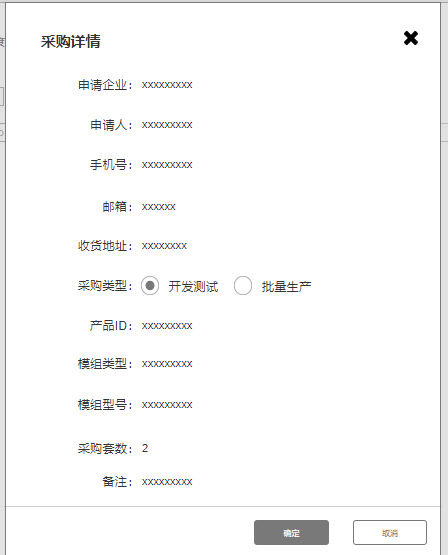 采购详情
申请企业: xxxxxxxxx
申请人: xxxxxxxxx
手机号: xxxxxxxxx
邮箱: xxxxxx
收货地址: xxxxxxxx
采购类型: 开发测试 批量生产
产品ID: xxxxxxxxx
模组类型: xxxxxxxxx
模组型号: xxxxxxxxx
采购套数: 2
备注: xxxxxxxxx
确定 取消